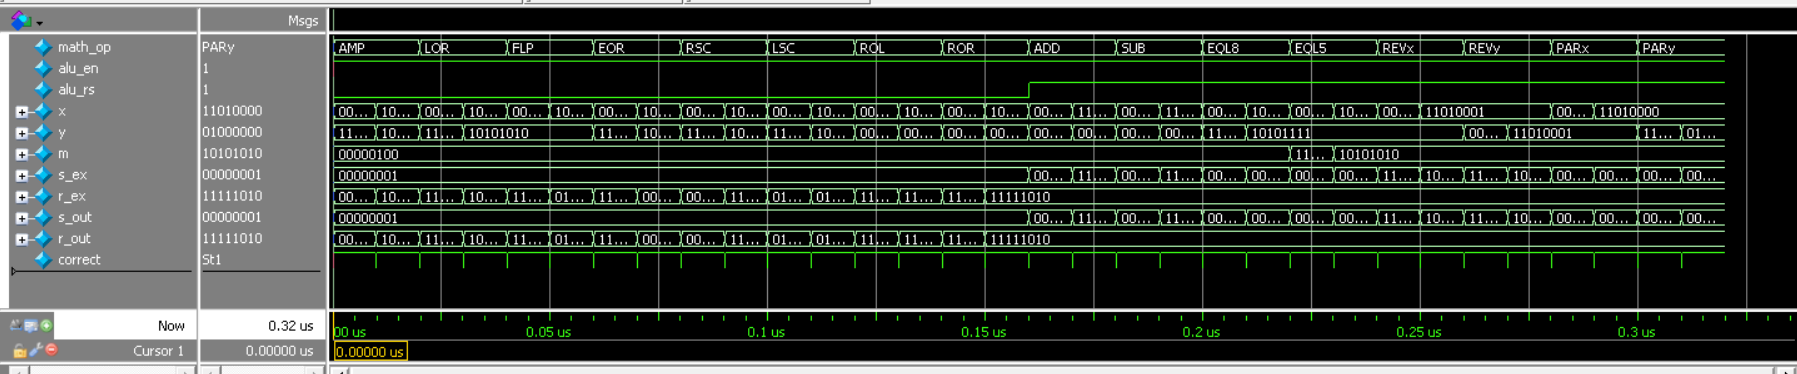 Msgs
math_op PARy AMP LOR FLP EOR RSC LSC ROL ROR ADD SUB EQL8 EQL5 REVx REVy PARx PARy
alu_en 1
alu_rs 1
x 11010000 00... 10... 00... 10... 00... 10... 00... 10... 00... 10... 00... 10... 00... 10... 00... 10... 00... 11... 00... 11... 00... 10... 00... 10... 00... 11010001 00... 11010000
y 01000000 11... 10... 11... 10101010 11... 10... 11... 10... 11... 10... 00... 00... 00... 00... 00... 00... 00... 00... 11... 10101111 00... 11010001 11... 01...
m 10101010 00000100 11... 10101010
s_ex 00000001 00000001 00... 11... 00... 11... 00... 00... 00... 00... 11... 10... 11... 10... 00... 00... 00... 00...
r_ex 11111010 00... 10... 11... 10... 11... 01... 11... 00... 00... 11... 01... 01... 11... 11... 11... 11111010
s_out 00000001 00000001 00... 11... 00... 11... 00... 00... 00... 00... 11... 10... 11... 10... 00... 00... 00... 00...
r_out 11111010 00... 10... 11... 10... 11... 01... 11... 00... 00... 11... 01... 01... 11... 11... 11... 11111010
correct St1
Now 0.32 us 00 us 0.05 us 0.1 us 0.15 us 0.2 us 0.25 us 0.3 us
Cursor 1 0.00000 us 0.00000 us